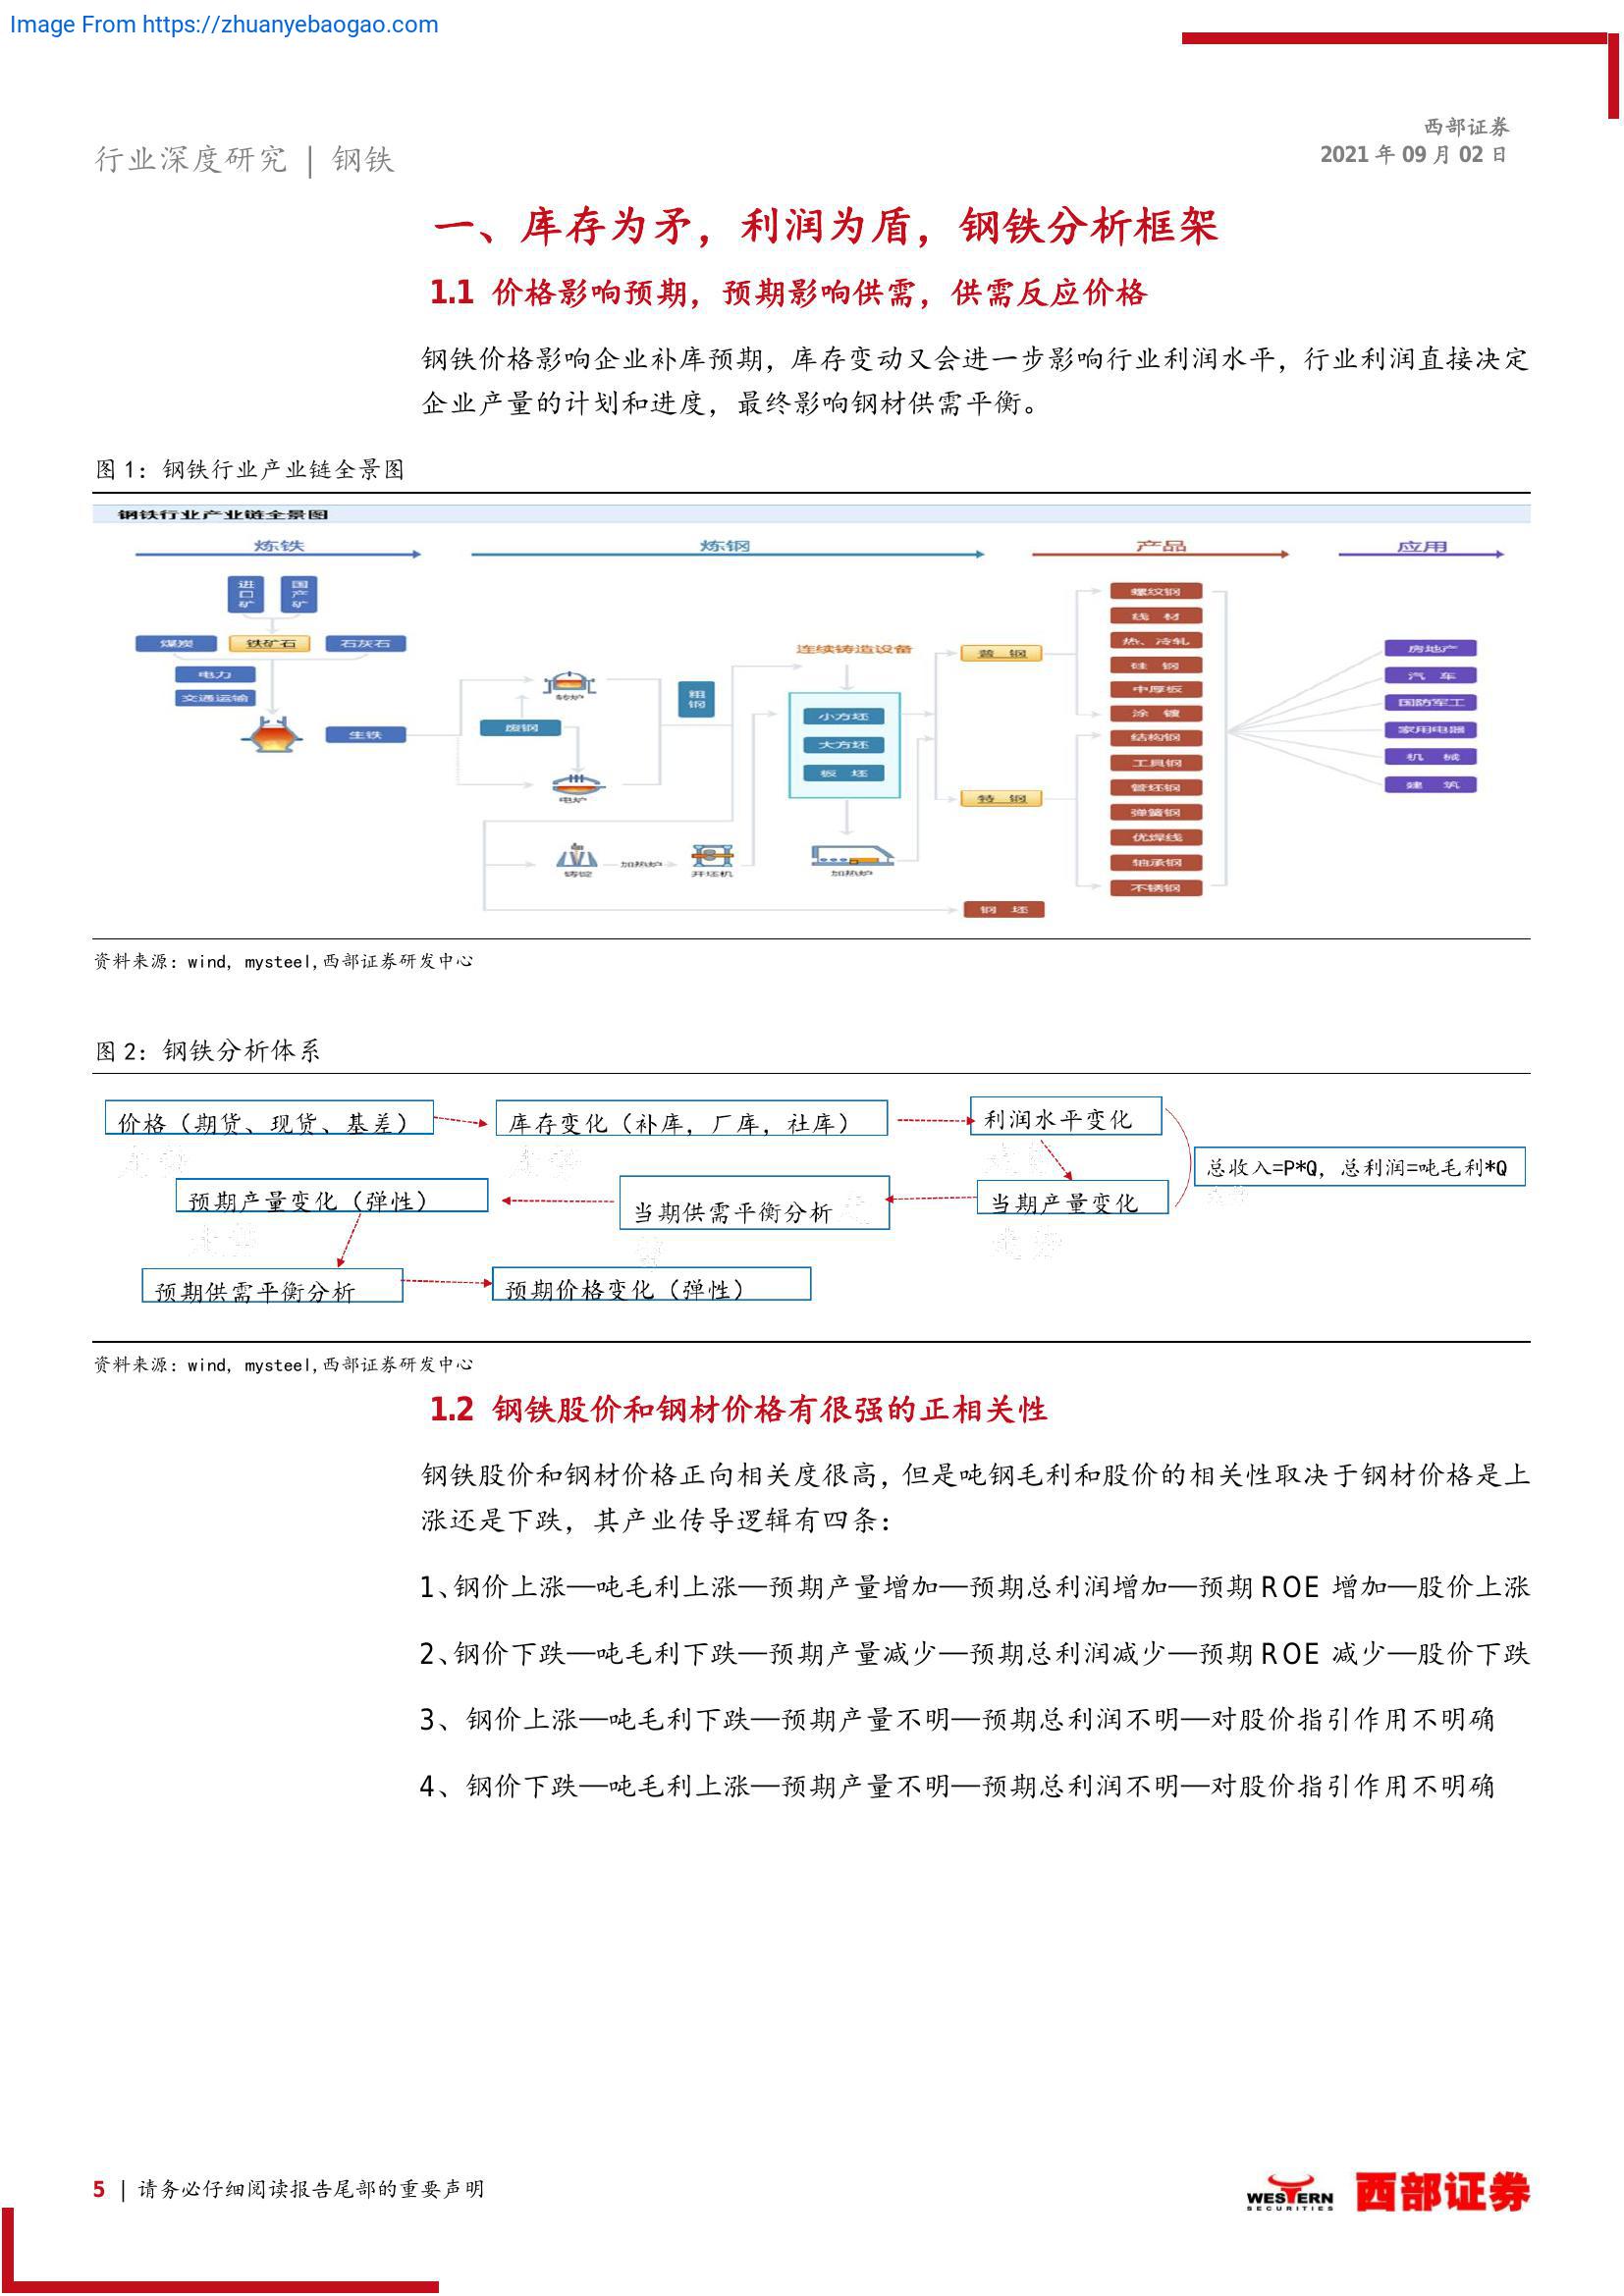 Image From https://zhuanyebaogao.com
西部证券
2021 年 09 月 02 日
行业深度研究 | 钢铁
一、库存为矛，利润为盾，钢铁分析框架
1.1 价格影响预期，预期影响供需，供需反应价格
钢铁价格影响企业补库预期，库存变动又会进一步影响行业利润水平，行业利润直接决定
企业产量的计划和进度，最终影响钢材供需平衡。
图 1：钢铁行业产业链全景图
钢铁行业产业链全景图
炼铁
炼钢
产品
应用
进口矿
国产矿
煤炭
铁矿石
石灰石
电力
交通运输
生铁
转炉
废钢
电炉
粗钢
铸锭
加热炉
开坯机
连续铸造设备
小方坯
大方坯
板 坯
加热炉
普 钢
特 钢
钢 坯
螺纹钢
线 材
热、冷轧
硅 钢
中厚板
涂 镀
结构钢
工具钢
管坯钢
弹簧钢
优焊线
轴承钢
不锈钢
房地产
汽 车
国防军工
家用电器
机 械
建 筑
资料来源：wind, mysteel,西部证券研发中心
图 2：钢铁分析体系
价格（期货、现货、基差）
库存变化（补库，厂库，社库）
利润水平变化
总收入=P*Q，总利润=吨毛利*Q
预期产量变化（弹性）
当期供需平衡分析
当期产量变化
预期供需平衡分析
预期价格变化（弹性）
资料来源：wind, mysteel,西部证券研发中心
1.2 钢铁股价和钢材价格有很强的正相关性
钢铁股价和钢材价格正向相关度很高，但是吨钢毛利和股价的相关性取决于钢材价格是上
涨还是下跌，其产业传导逻辑有四条：
1、钢价上涨—吨毛利上涨—预期产量增加—预期总利润增加—预期 ROE 增加—股价上涨
2、钢价下跌—吨毛利下跌—预期产量减少—预期总利润减少—预期 ROE 减少—股价下跌
3、钢价上涨—吨毛利下跌—预期产量不明—预期总利润不明—对股价指引作用不明确
4、钢价下跌—吨毛利上涨—预期产量不明—预期总利润不明—对股价指引作用不明确
5 | 请务必仔细阅读报告尾部的重要声明
WESTERN
SECURITIES
西部证券